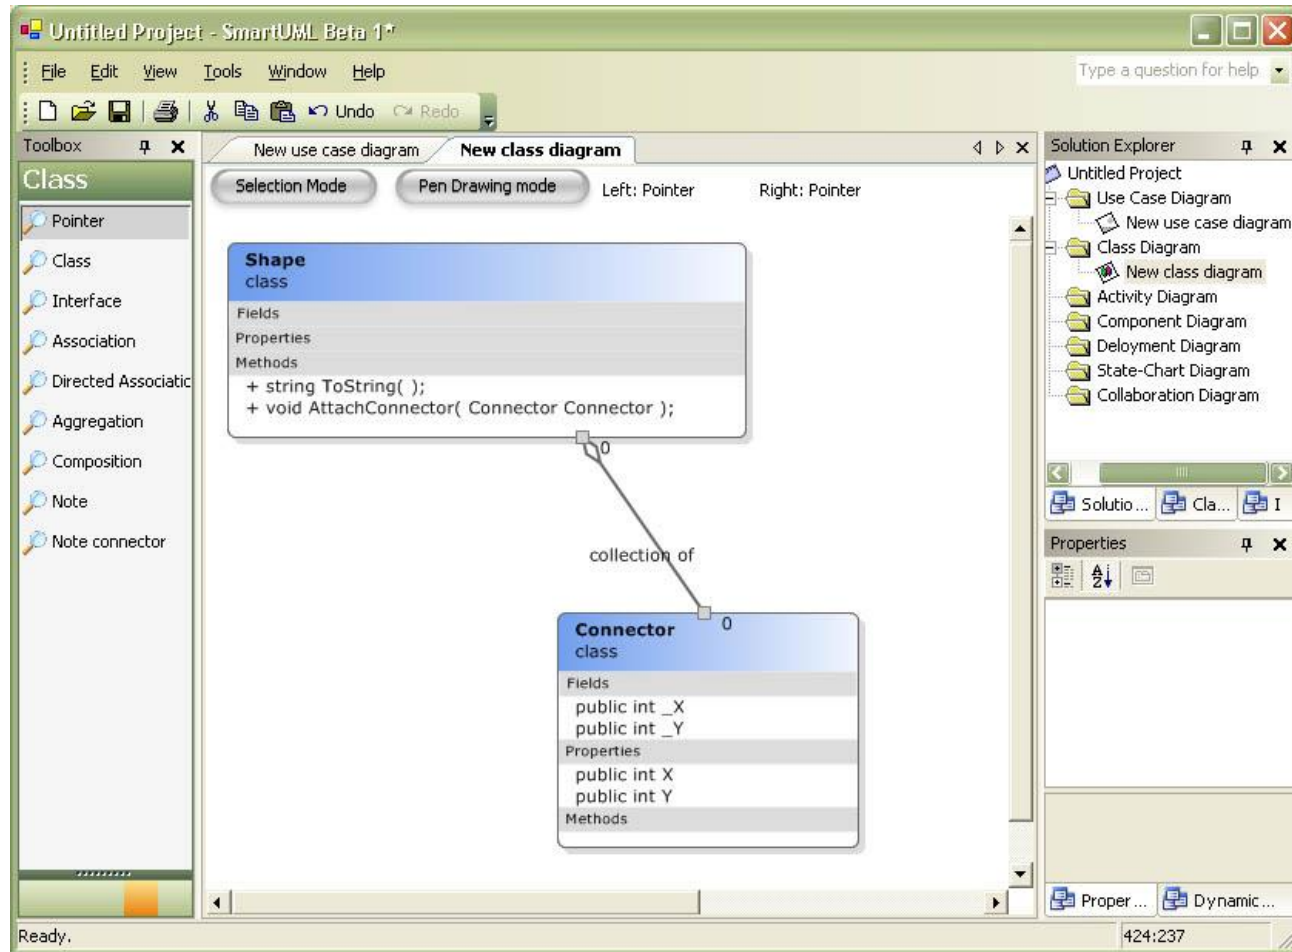 Untitled Project - SmartUML Beta 1*
File Edit View Tools Window Help
Type a question for help
Undo Redo
Toolbox
Class
Pointer
Class
Interface
Association
Directed Associatic
Aggregation
Composition
Note
Note connector
New use case diagram New class diagram
Selection Mode Pen Drawing mode Left: Pointer Right: Pointer
Shape
class
Fields
Properties
Methods
+ string ToString( );
+ void AttachConnector( Connector Connector );
0
collection of
0
Connector
class
Fields
public int _X
public int _Y
Properties
public int X
public int Y
Methods
Solution Explorer
Untitled Project
Use Case Diagram
New use case diagram
Class Diagram
New class diagram
Activity Diagram
Component Diagram
Deloyment Diagram
State-Chart Diagram
Collaboration Diagram
Solutio... Cla... I
Properties
Proper... Dynamic...
Ready.
424:237